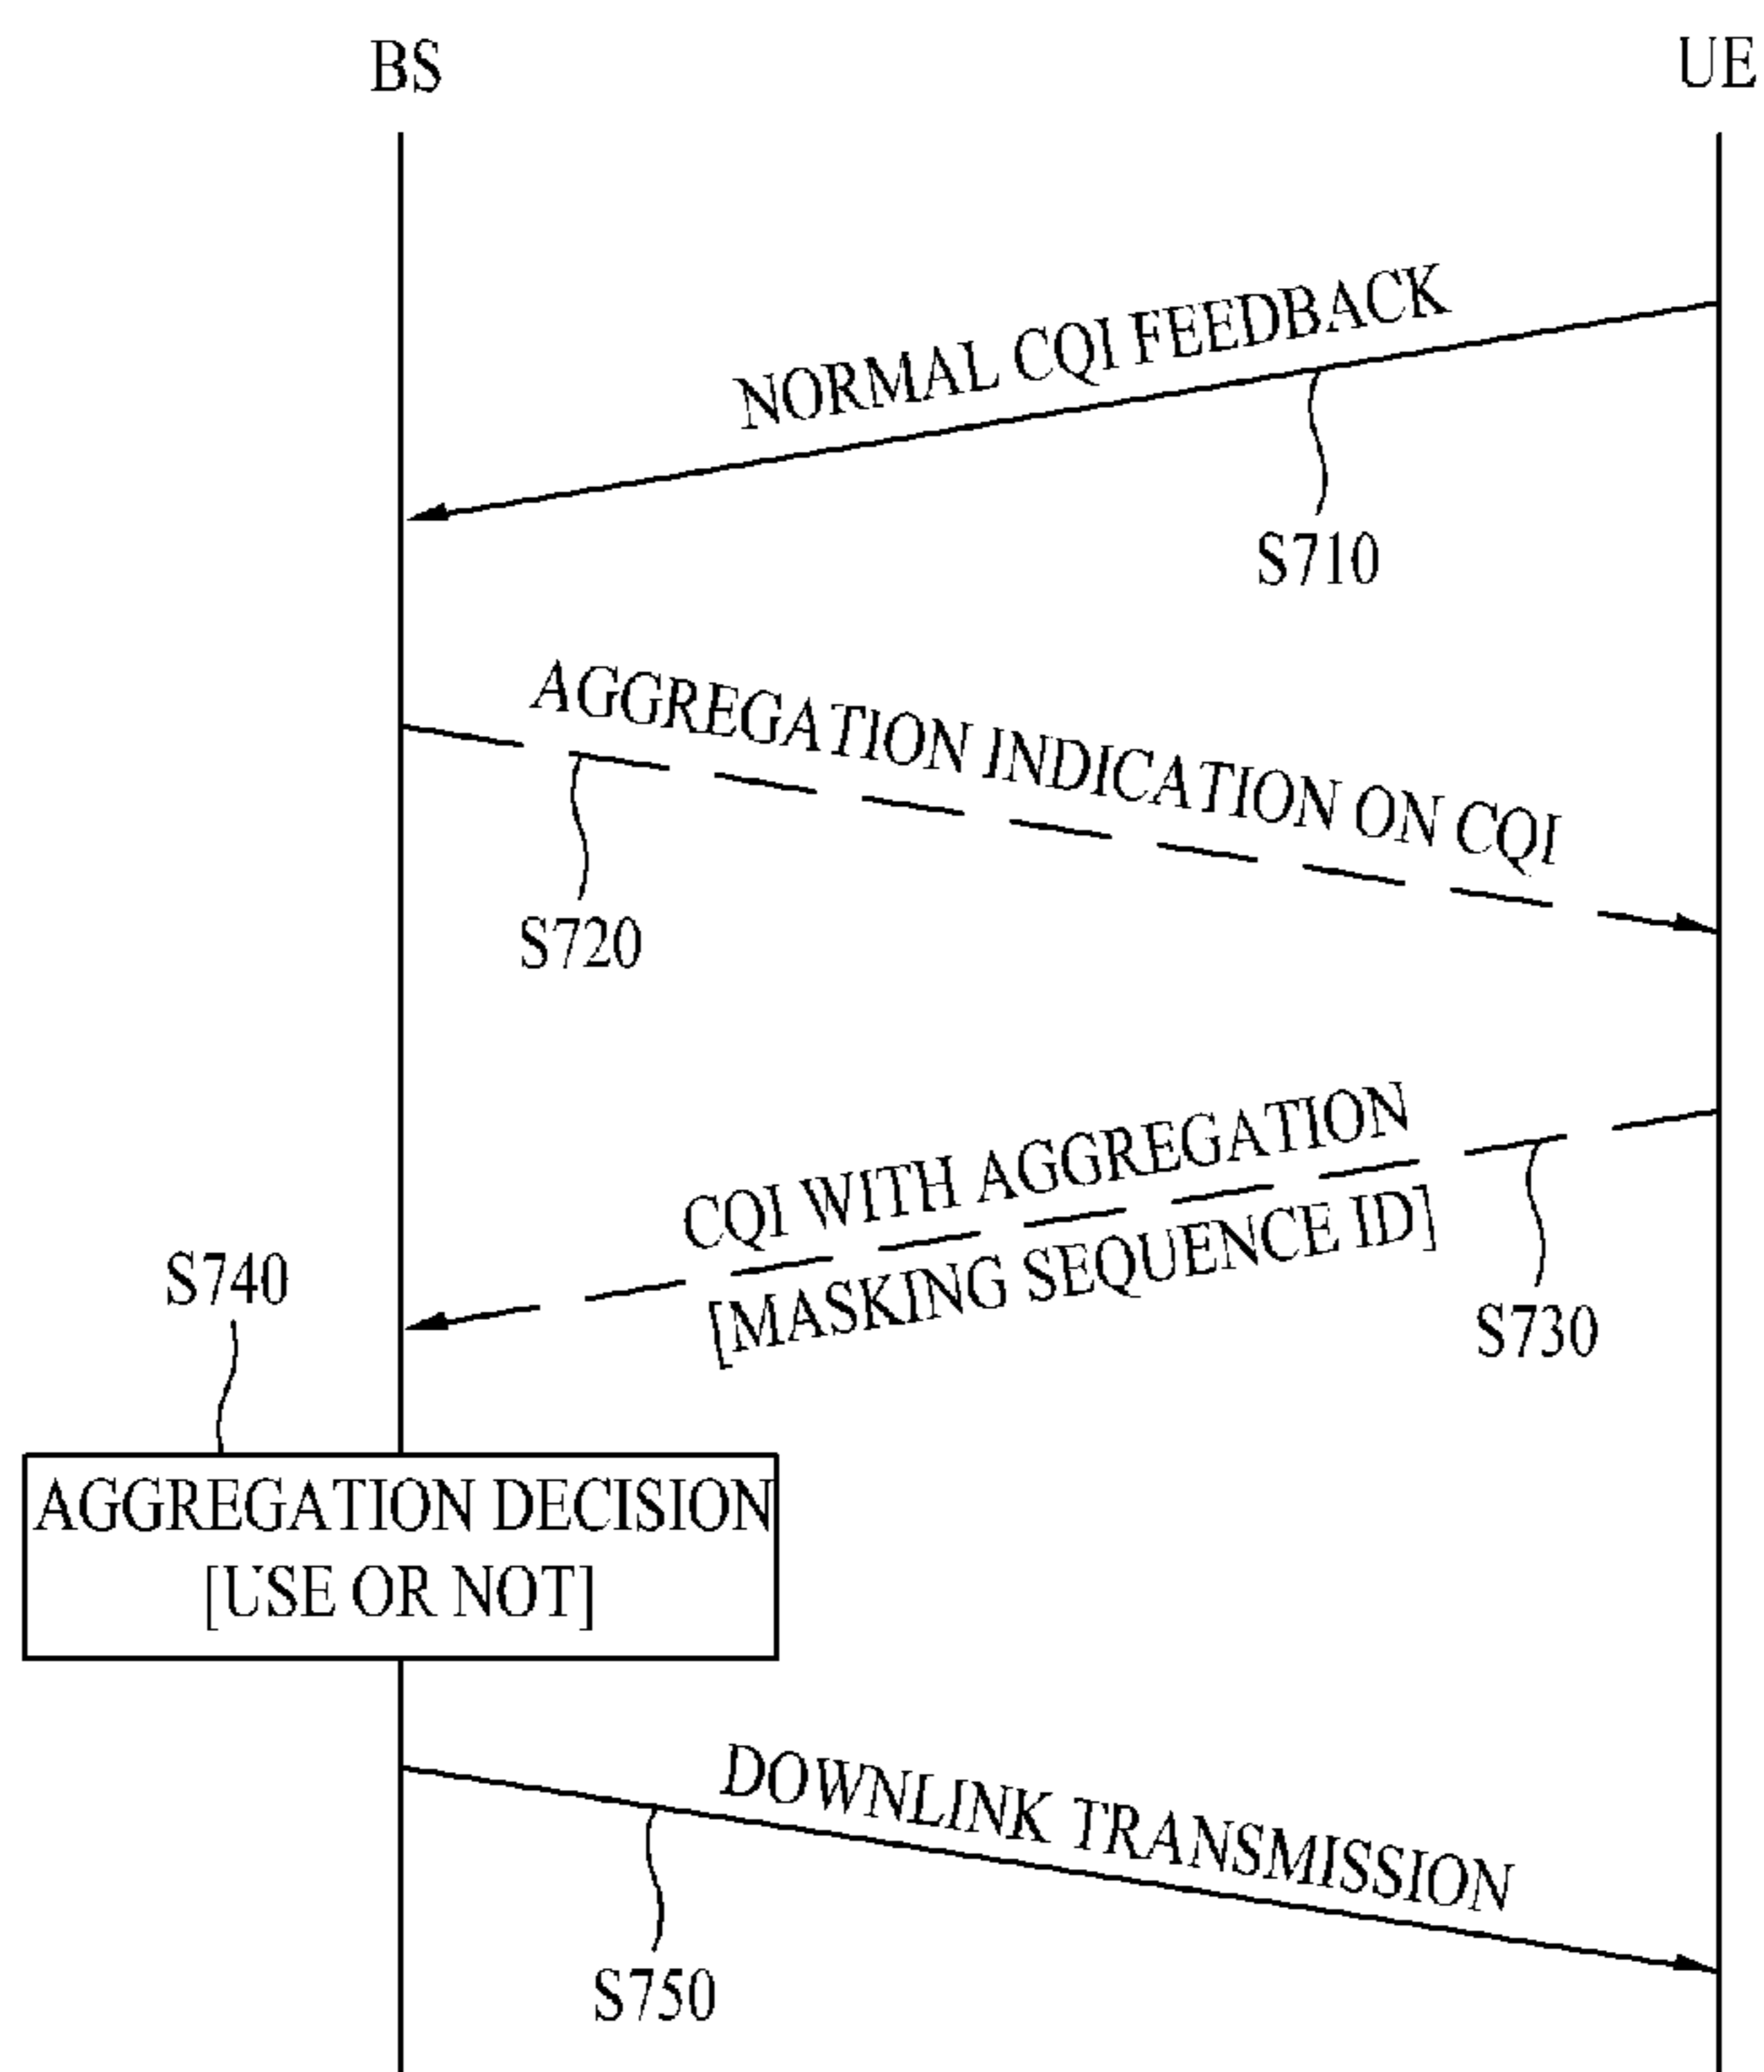 BS
UE
NORMAL CQI FEEDBACK
S710
AGGREGATION INDICATION ON CQI
S720
CQI WITH AGGREGATION
[MASKING SEQUENCE ID]
S730
S740
AGGREGATION DECISION
[USE OR NOT]
DOWNLINK TRANSMISSION
S750